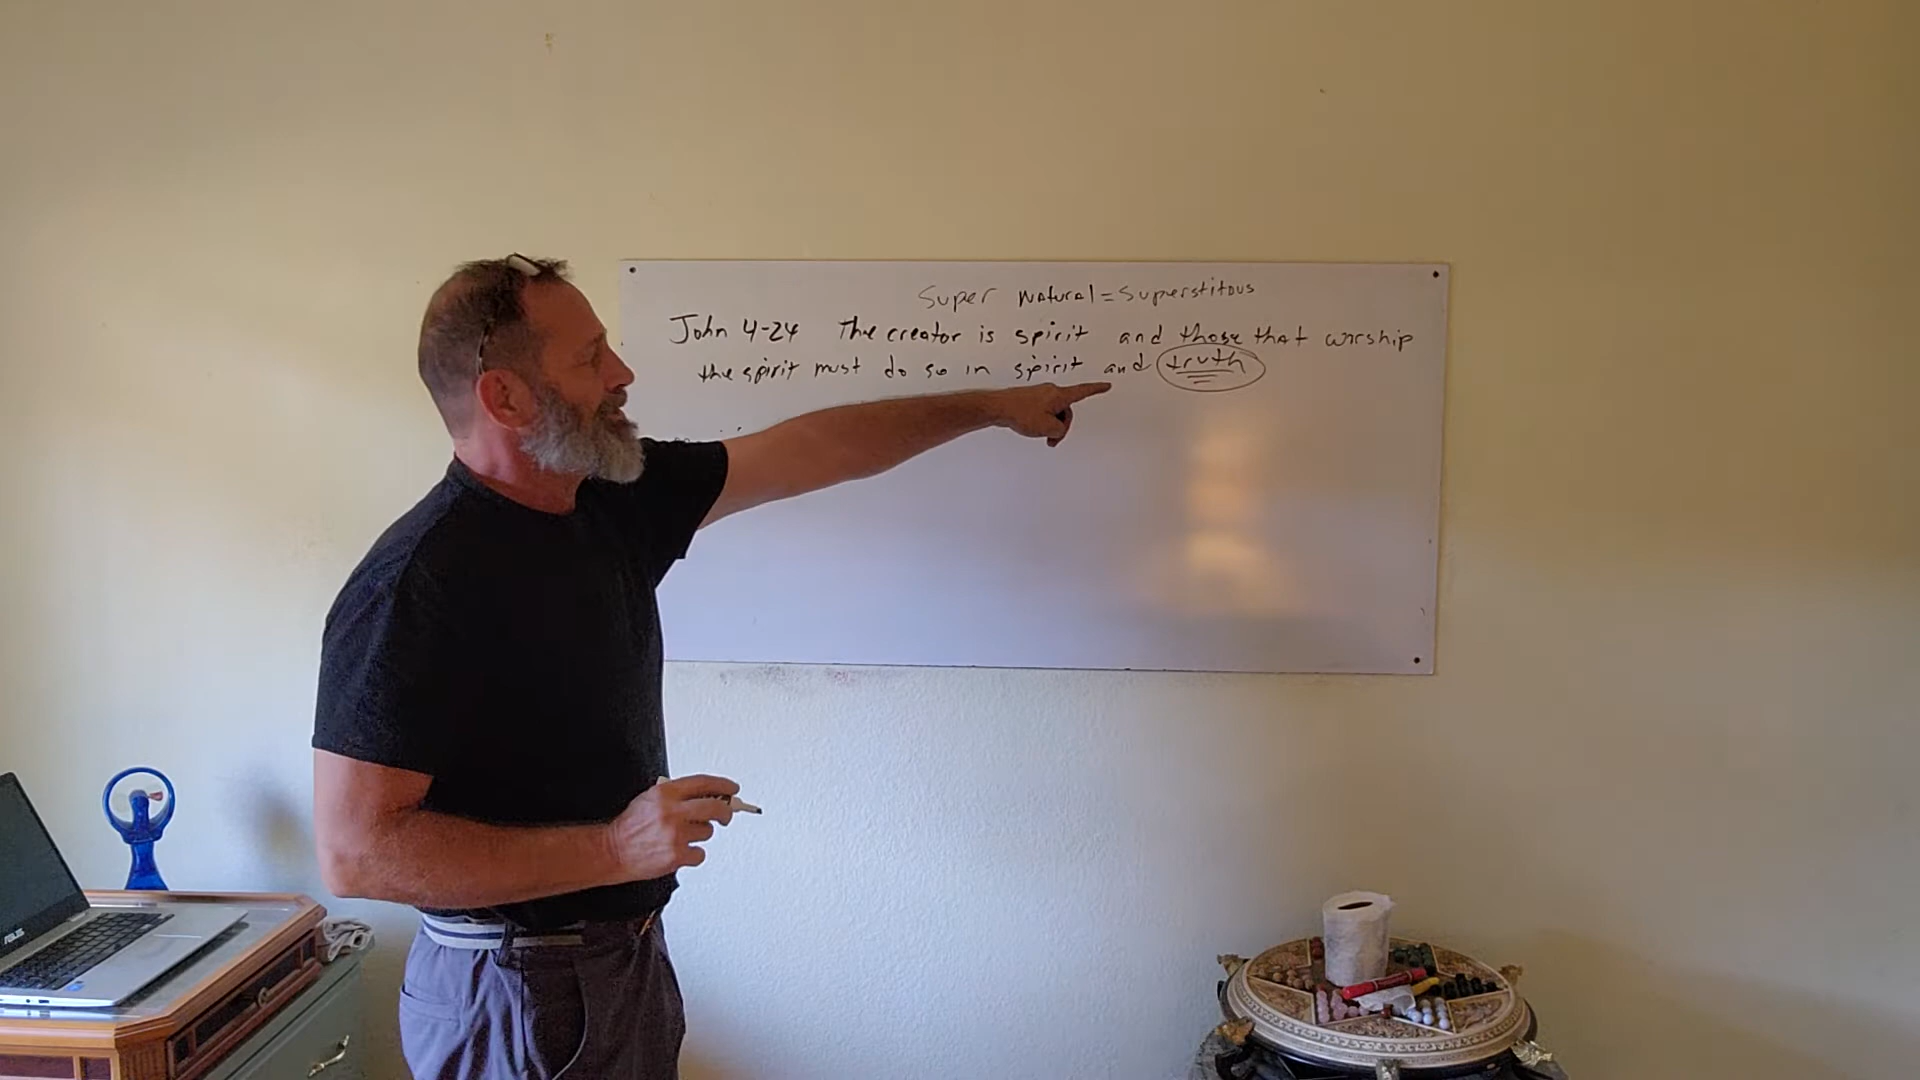 Super Natural = Superstitous
John 4-24 The creator is spirit and those that worship
the spirit must do so in spirit and truth
ASUS